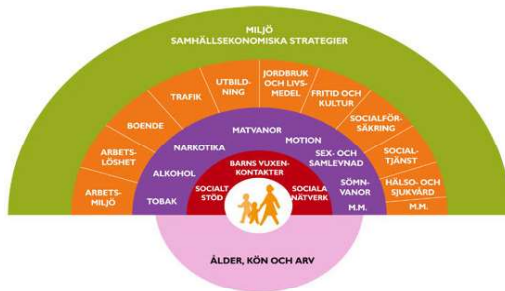 MILJÖ
SAMHÄLLSEKONOMISKA STRATEGIER
ARBETS-
MILJÖ
ARBETS-
LÖSHET
BOENDE
TRAFIK
UTBILD-
NING
JORDBRUK
OCH LIVS-
MEDEL
FRITID OCH
KULTUR
SOCIALFÖR-
SÄKRING
SOCIAL-
TJÄNST
HÄLSO- OCH
SJUKVÅRD
M.M.
TOBAK
ALKOHOL
NARKOTIKA
MATVANOR
MOTION
SEX- OCH
SAMLEVNAD
SÖMN-
VANOR
M.M.
SOCIALT
STÖD
BARNS VUXEN-
KONTAKTER
SOCIALA
NÄTVERK
ÅLDER, KÖN OCH ARV